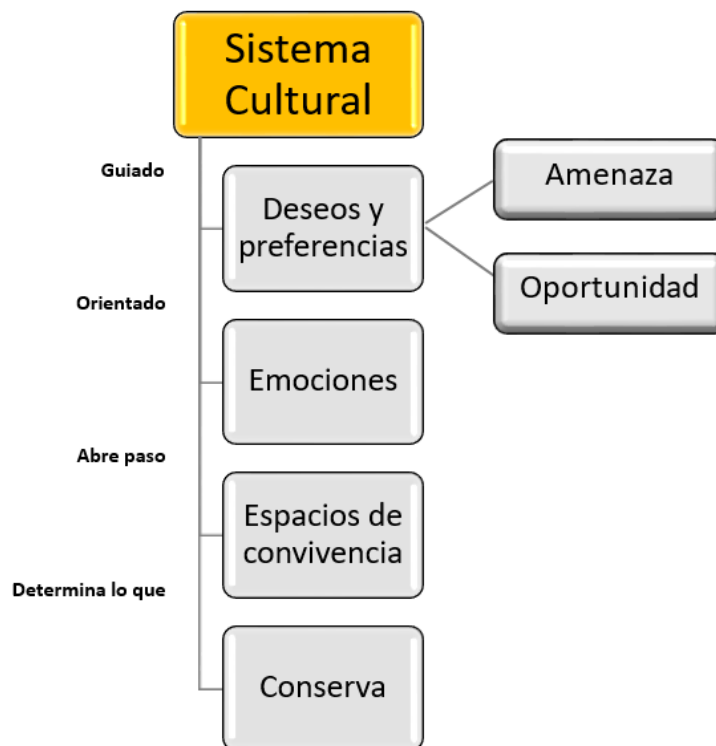 Sistema
Cultural
Guiado
Deseos y
preferencias
Amenaza
Oportunidad
Orientado
Emociones
Abre paso
Espacios de
convivencia
Determina lo que
Conserva